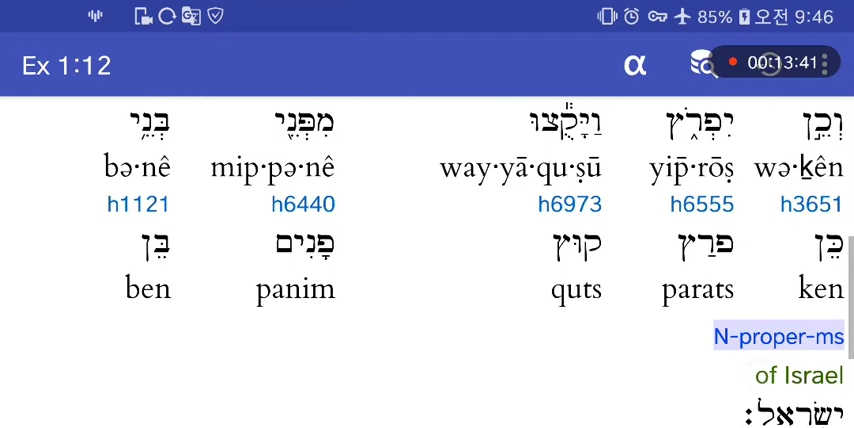 85% 오전 9:46
Ex 1:12 α 00:13:41
וְכֵ֥ן יִפְרֹ֑ץ וַיָּקֻ֕צוּ מִפְּנֵ֖י בְּנֵ֥י
wə·ḵên yip̄·rōṣ way·yā·qu·ṣū mip·pə·nê bə·nê
h3651 h6555 h6973 h6440 h1121
כֵּן פרַץ קוּץ פָנִים בֵּן
ken parats quts panim ben
N-proper-ms
of Israel
יִשְׂרָאֵֽל׃